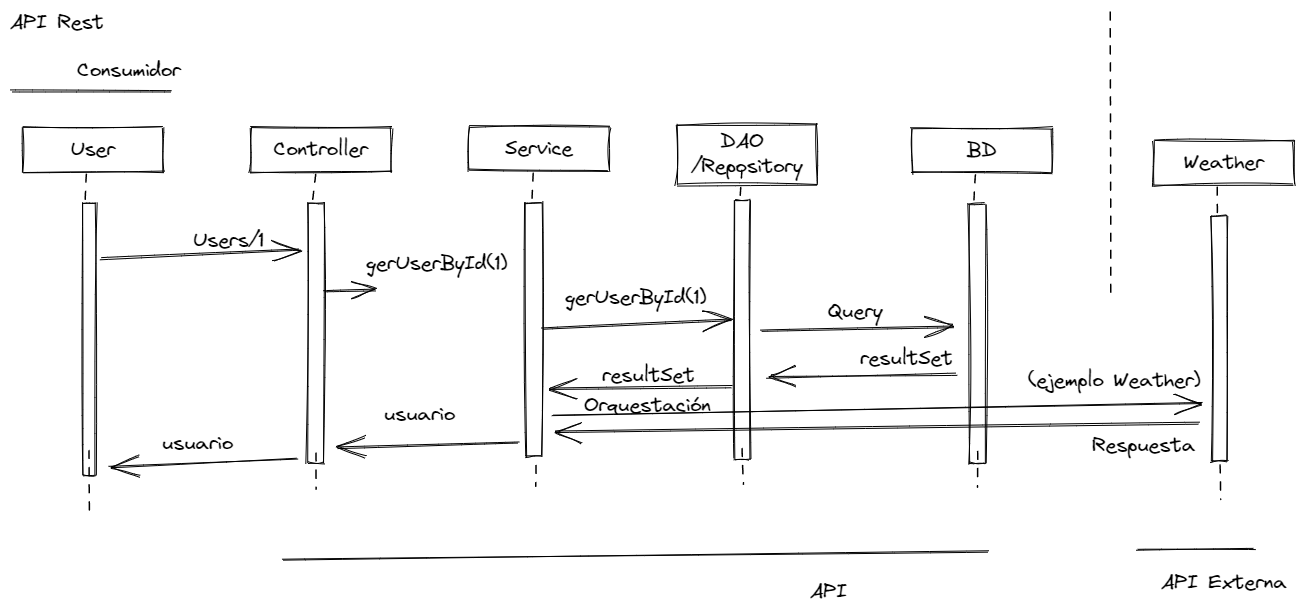 API Rest
Consumidor
User
Controller
Service
DAO
/Repository
BD
Weather
Users/1
gerUserById(1)
gerUserById(1)
Query
resultSet
resultSet
(ejemplo Weather)
Orquestación
usuario
usuario
Respuesta
API
API Externa